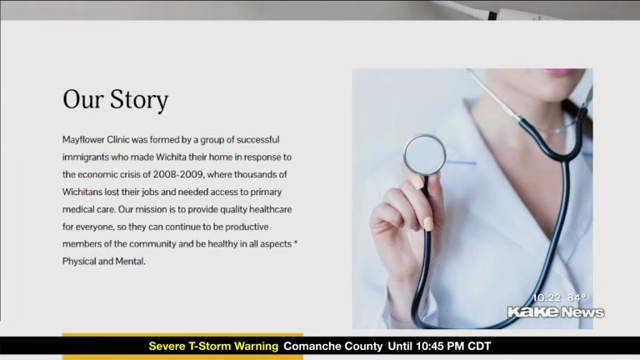 Our Story
Mayflower Clinic was formed by a group of successful
immigrants who made Wichita their home in response to
the economic crisis of 2008-2009, where thousands of
Wichitans lost their jobs and needed access to primary
medical care. Our mission is to provide quality healthcare
for everyone, so they can continue to be productive
members of the community and be healthy in all aspects *
Physical and Mental.
10:22 84°
KAKE NEWS
Severe T-Storm Warning Comanche County Until 10:45 PM CDT